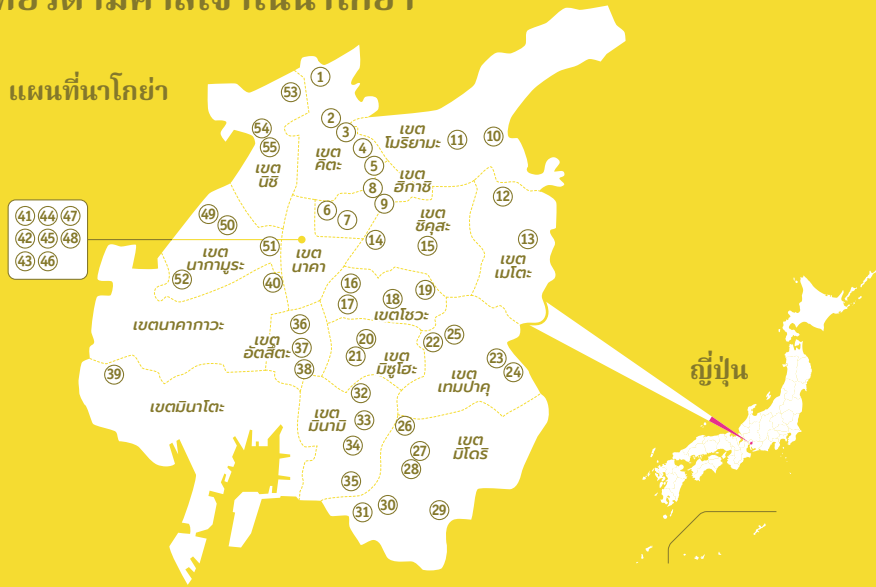 แผนที่นาโกย่า
1
53
2
3
54
55
เขต
นิชิ
เขต
คิตะ
4
5
เขต
โมริยามะ
11
10
8
9
เขต
ฮิกาชิ
12
6
7
เขต
ชิคุสะ
14
15
13
เขต
เมโตะ
41 44 47
42 45 48
43 46
49
50
51
เขต
นากามูระ
52
40
เขต
นาคา
16
17
18
19
เขตโชวะ
เขตนาคากาวะ
เขต
อัตสึตะ
36
37
38
20
21
เขต
มิซูโฮะ
22
25
23
24
เขต
เทมปาคุ
ญี่ปุ่น
39
เขตมินาโตะ
32
เขต
มินามิ
33
34
35
26
27
28
เขต
มิโดริ
31
30
29